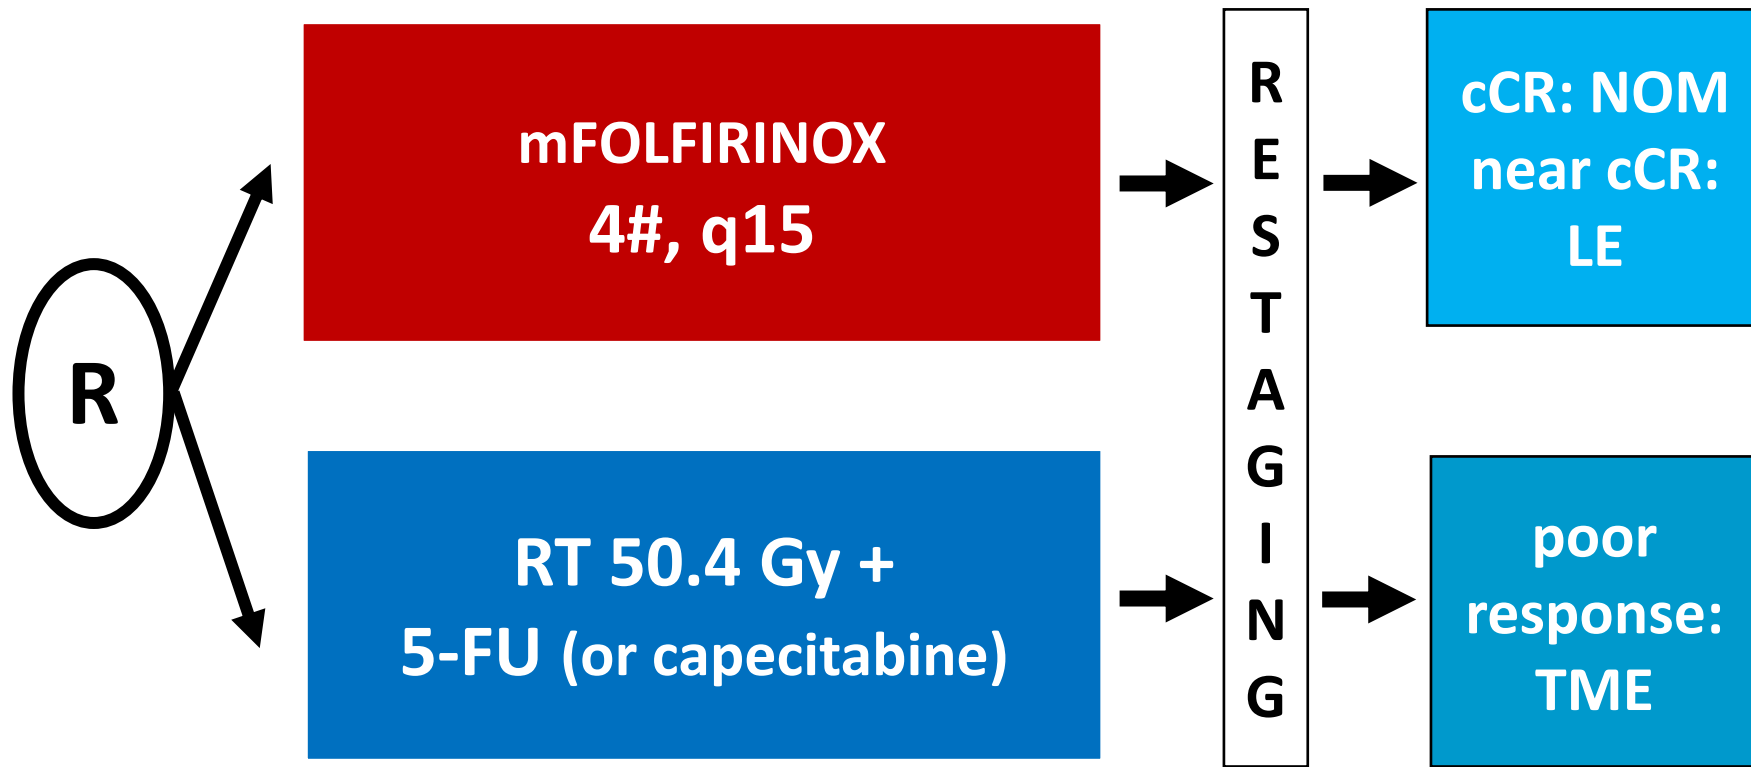 R
mFOLFIRINOX
4#, q15
RT 50.4 Gy +
5-FU (or capecitabine)
R
E
S
T
A
G
I
N
G
cCR: NOM
near cCR:
LE
poor
response:
TME